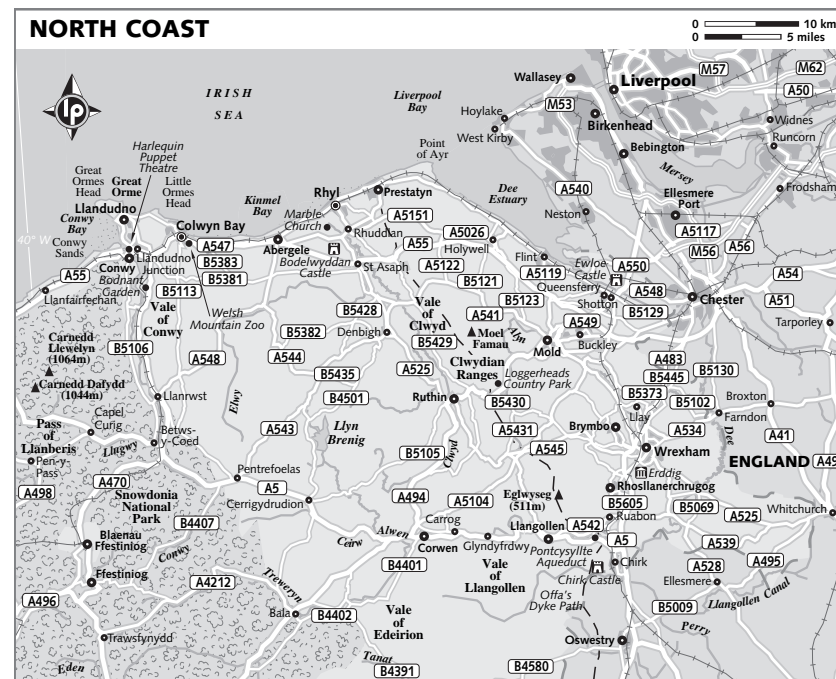 NORTH COAST
0 10 km
0 5 miles
IRISH
SEA
lp
Liverpool
Bay
Wallasey
Liverpool
M57
M62
A50
M53
Hoylake
West Kirby
Birkenhead
Bebington
Widnes
Runcorn
Mersey
Point
of Ayr
Harlequin
Puppet
Theatre
Great
Ormes
Head
Great
Orme
Little
Ormes
Head
Llandudno
Conwy
Bay
Conwy
Sands
Colwyn Bay
Kinmel
Bay
Rhyl
Prestatyn
Dee
Estuary
A540
Neston
Ellesmere
Port
Frodsham
Marble
Church
Rhuddlan
A5151
A55
A5026
Holywell
A5117
M56
A56
40° W
A547
B5383
B5381
Abergele
Bodelwyddan
Castle
St Asaph
A5122
B5121
Flint
A5119
Queensferry
Ewloe
Castle
A550
A548
Shotton
B5129
Chester
A54
A51
Tarporley
A55
Conwy
Llandudno
Junction
Bodnant
Garden
Llanfairfechan
B5113
Vale
of
Conwy
Welsh
Mountain Zoo
B5428
Denbigh
Vale
of
Clwyd
B5429
B5123
A541
Moel
Famau
Alyn
A549
Mold
Buckley
Carnedd
Llewelyn
(1064m)
Carnedd Dafydd
(1044m)
B5106
A548
B5382
A544
B5435
A525
Clwydian
Ranges
Loggerheads
Country Park
A483
B5445
B5130
B5373
B5102
Broxton
Farndon
Llanrwst
Elwy
B4501
Ruthin
B5430
Llay
Capel
Curig
Pass
of
Llanberis
Pen-y-
Pass
Llugwy
Betws-
y-Coed
A543
Llyn
Brenig
B5105
Clwyd
A5431
A545
Brymbo
A534
Dee
A41
Wrexham
ENGLAND
A49
A498
A470
Snowdonia
National
Park
Pentrefoelas
A5
Cerrigydrudion
A494
A5104
Eglwyseg
(511m)
Erddig
Rhosllanerchrugog
B5605
B5069
A525
Whitchurch
Blaenau
Ffestiniog
B4407
Conwy
Ceirw
Alwen
Carrog
Corwen
Glyndyfrdwy
Llangollen
A542
Ruabon
A5
A539
Ffestiniog
A4212
Treweryn
B4401
Vale
of
Llangollen
Pontcysyllte
Aqueduct
Chirk Castle
Chirk
A528
A495
Ellesmere
Llangollen Canal
A496
Bala
B4402
Vale
of
Edeirion
Offa's
Dyke Path
B5009
Perry
Trawsfynydd
Oswestry
Eden
Tanat
B4391
B4580